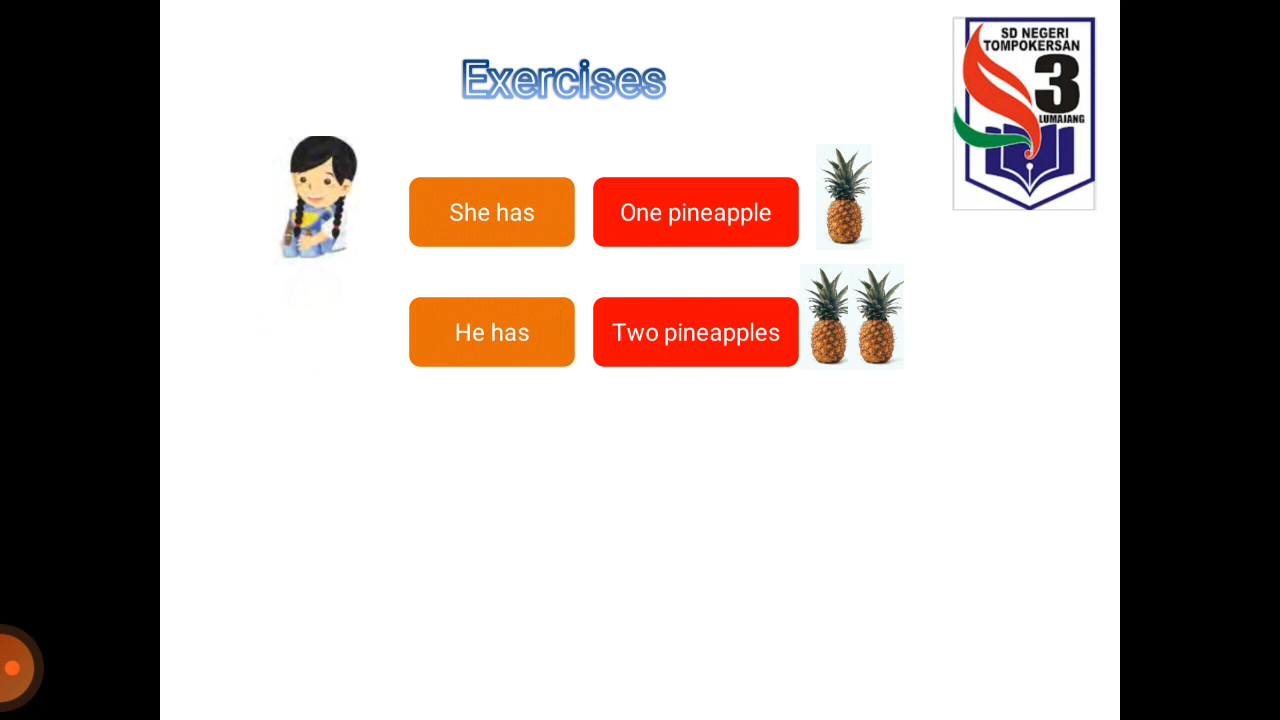 Exercises
SD NEGERI
TOMPOKERSAN
3
LUMAJANG
She has
One pineapple
He has
Two pineapples